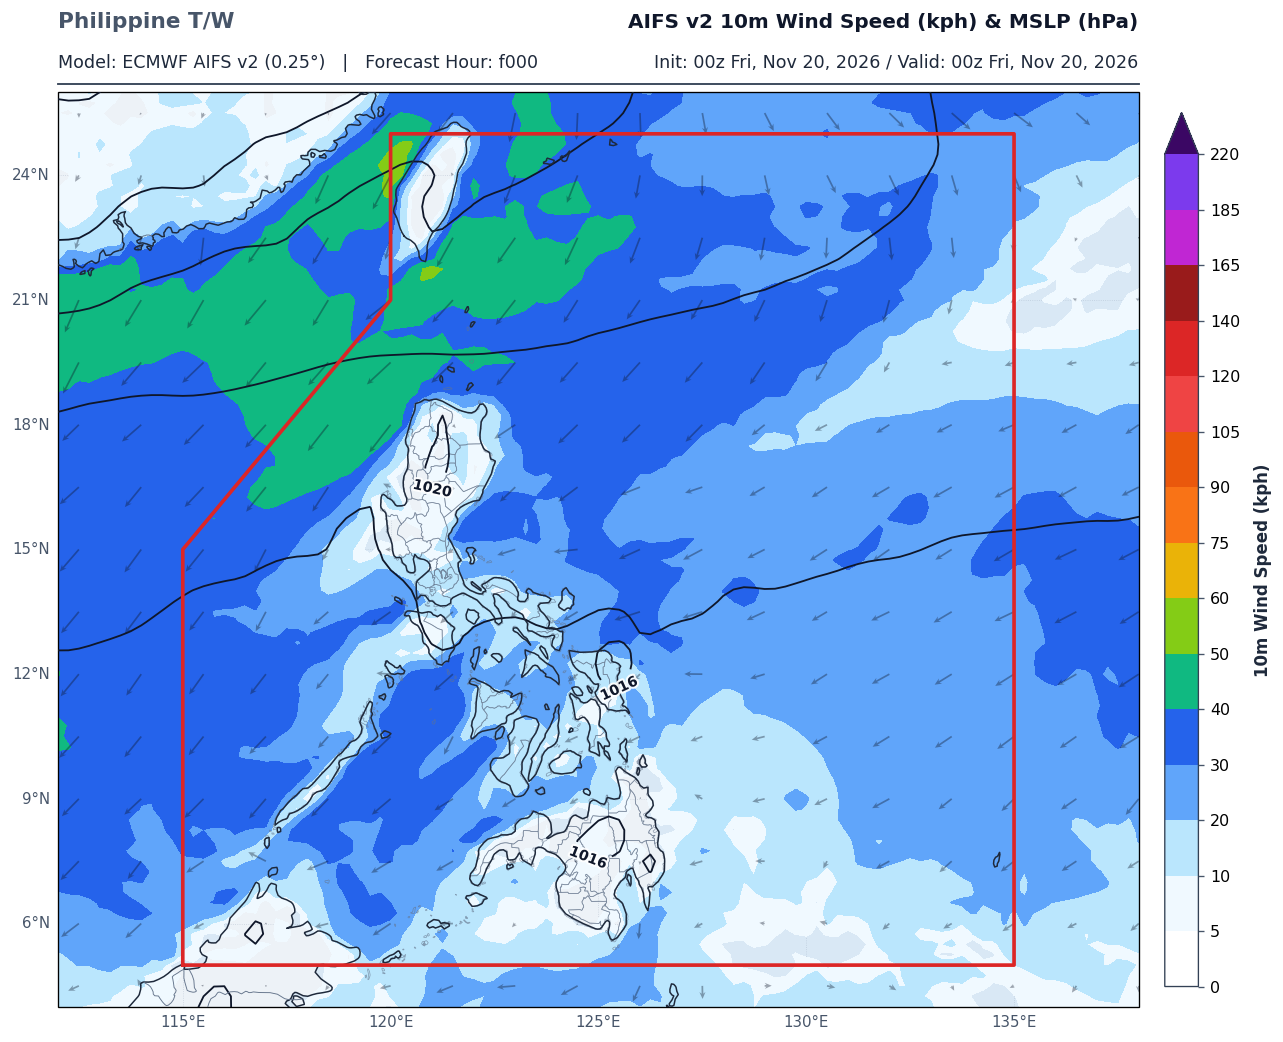 Philippine T/W
AIFS v2 10m Wind Speed (kph) & MSLP (hPa)
Model: ECMWF AIFS v2 (0.25°) | Forecast Hour: f000
Init: 00z Fri, Nov 20, 2026 / Valid: 00z Fri, Nov 20, 2026
24°N
21°N
18°N
15°N
12°N
9°N
6°N
1020
1016
1016
115°E
120°E
125°E
130°E
135°E
220
185
165
140
120
105
90
75
60
50
40
30
20
10
5
0
10m Wind Speed (kph)